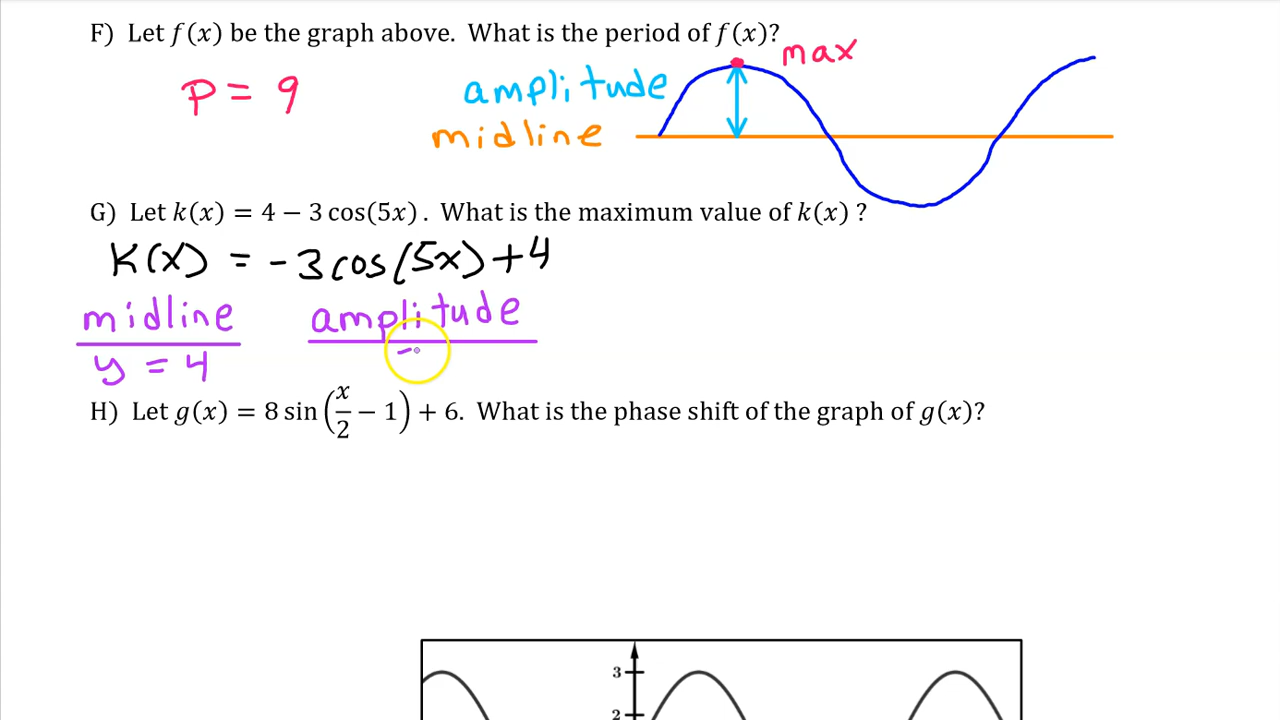 F) Let f(x) be the graph above. What is the period of f(x)?
max
p = 9
amplitude
midline
G) Let k(x) = 4 − 3 cos(5x). What is the maximum value of k(x) ?
K(x) = -3cos(5x)+4
midline amplitude
y = 4
H) Let g(x) = 8 sin(x/2 − 1) + 6. What is the phase shift of the graph of g(x)?
3
2